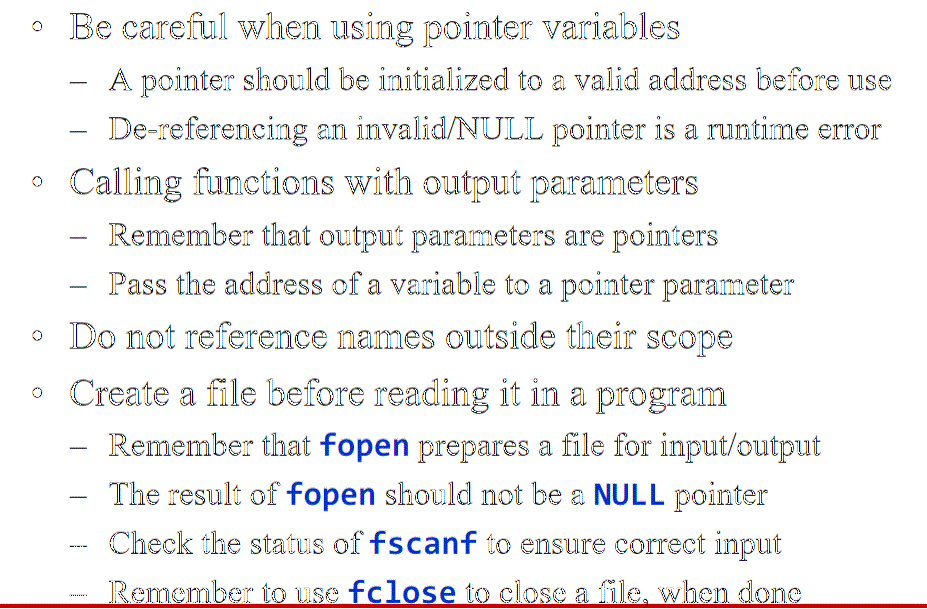 ◦ Be careful when using pointer variables
– A pointer should be initialized to a valid address before use
– De-referencing an invalid/NULL pointer is a runtime error
◦ Calling functions with output parameters
– Remember that output parameters are pointers
– Pass the address of a variable to a pointer parameter
◦ Do not reference names outside their scope
◦ Create a file before reading it in a program
– Remember that fopen prepares a file for input/output
– The result of fopen should not be a NULL pointer
– Check the status of fscanf to ensure correct input
– Remember to use fclose to close a file, when done